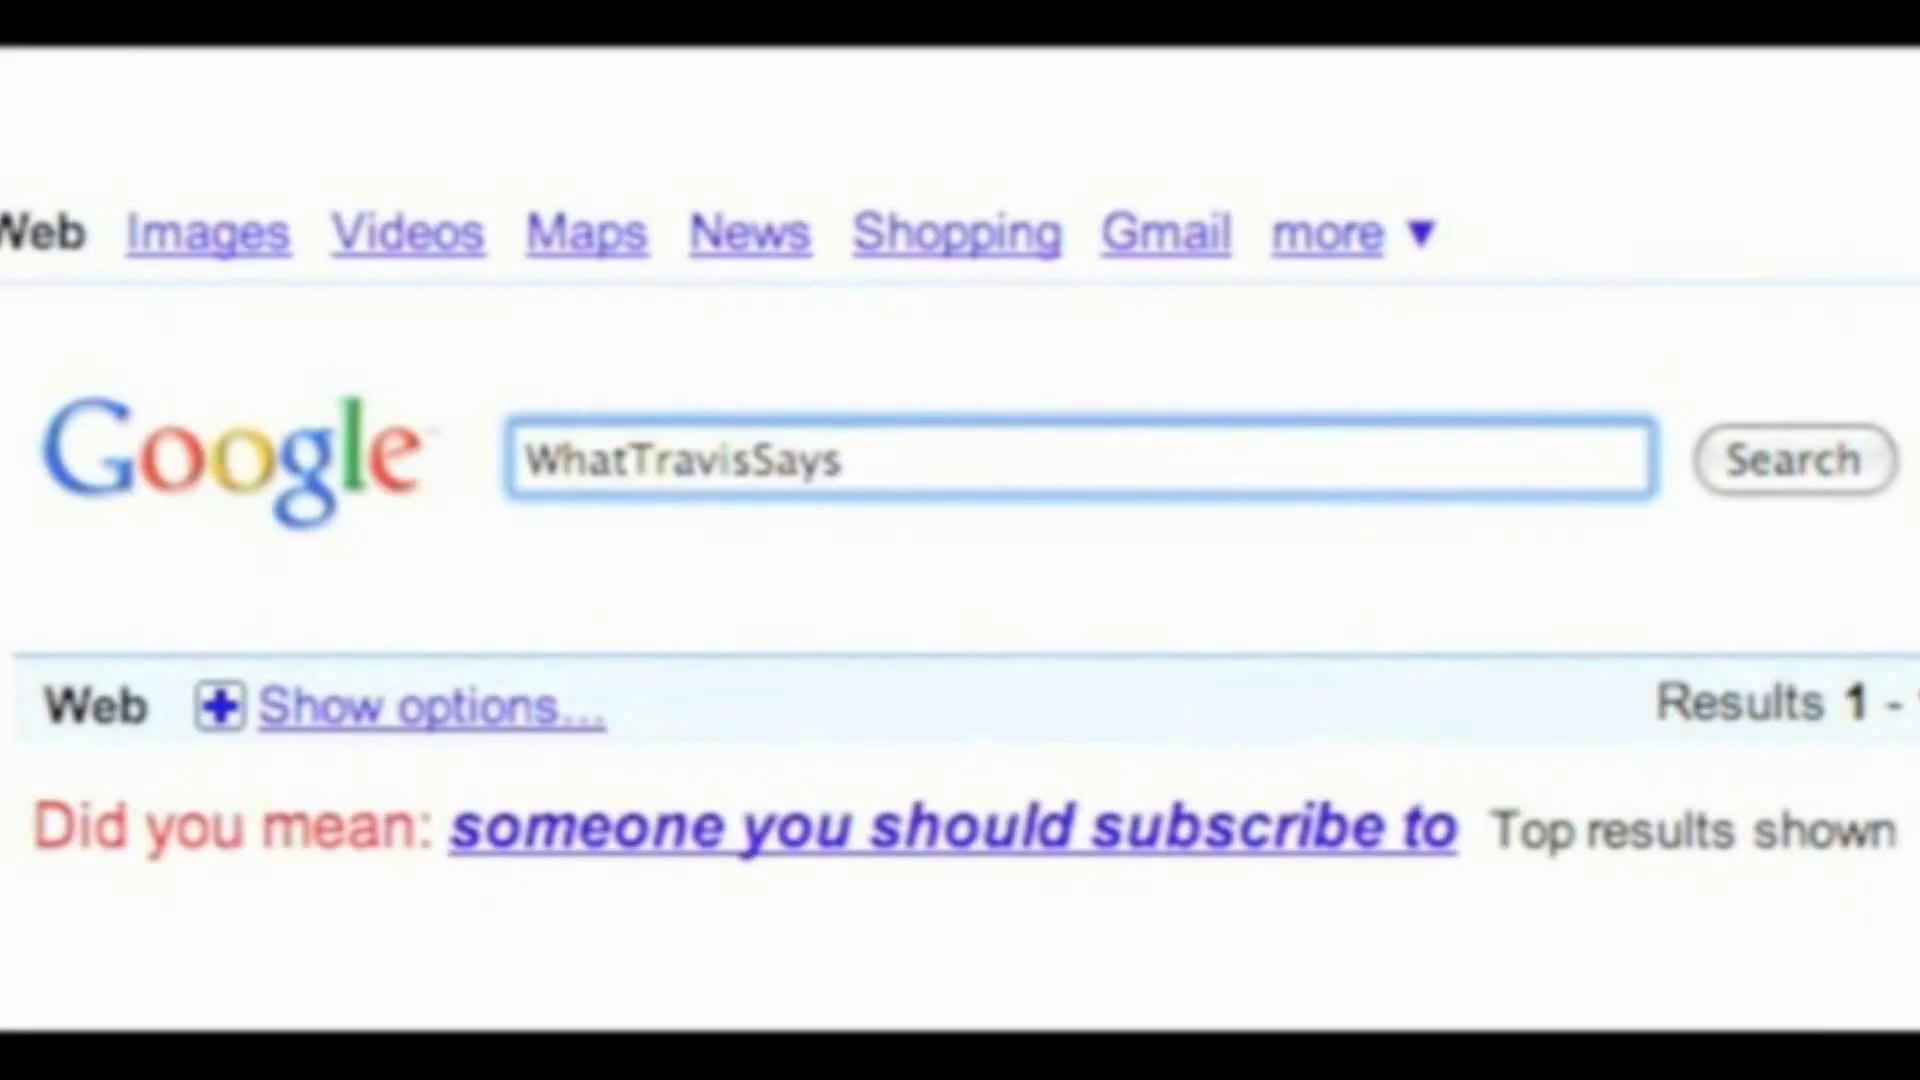 Web Images Videos Maps News Shopping Gmail more ▼
Google WhatTravisSays Search
Web Show options... Results 1 -
Did you mean: someone you should subscribe to Top results shown